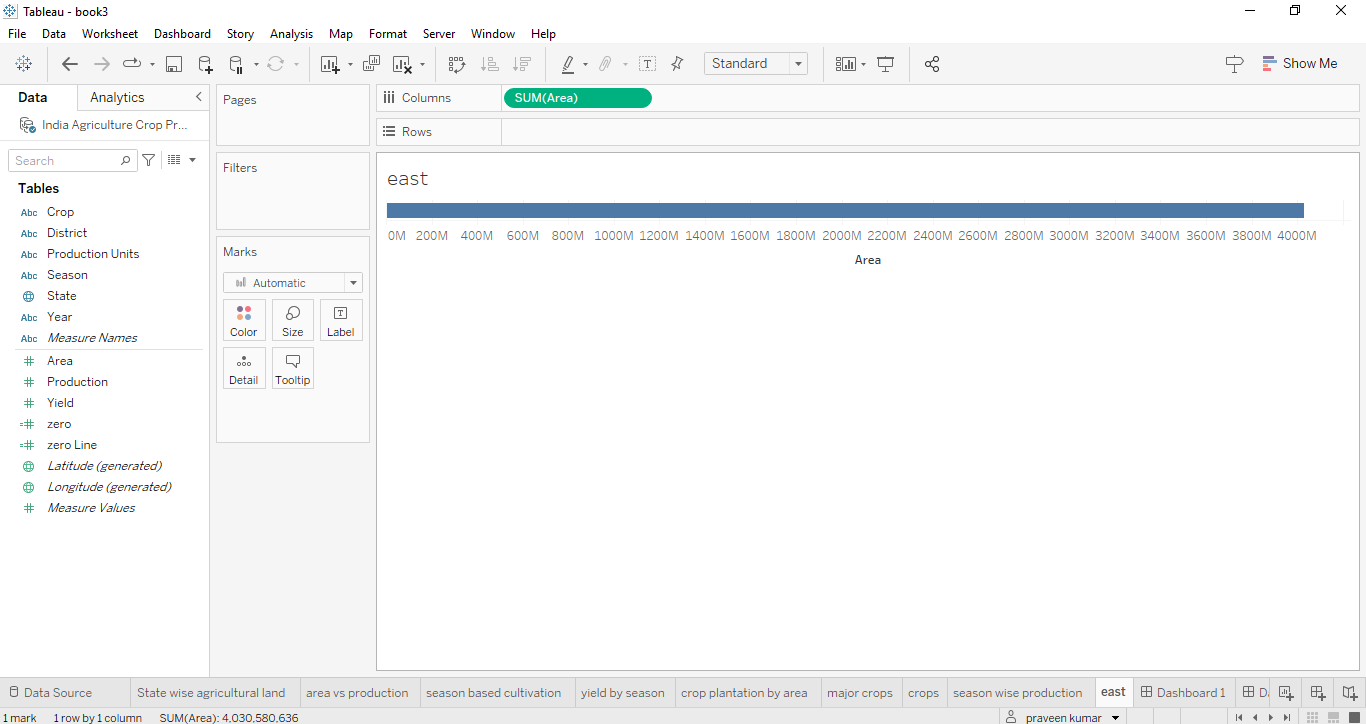 Tableau - book3
File Data Worksheet Dashboard Story Analysis Map Format Server Window Help
Standard
Show Me
Data Analytics
India Agriculture Crop Pr...
Search
Tables
Abc Crop
Abc District
Abc Production Units
Abc Season
State
Abc Year
Abc Measure Names
# Area
# Production
# Yield
=# zero
=# zero Line
Latitude (generated)
Longitude (generated)
# Measure Values
Pages
Filters
Marks
Automatic
Color Size Label
Detail Tooltip
Columns SUM(Area)
Rows
east
0M 200M 400M 600M 800M 1000M 1200M 1400M 1600M 1800M 2000M 2200M 2400M 2600M 2800M 3000M 3200M 3400M 3600M 3800M 4000M
Area
Data Source State wise agricultural land area vs production season based cultivation yield by season crop plantation by area major crops crops season wise production east Dashboard 1 D
1 mark 1 row by 1 column SUM(Area): 4,030,580,636 praveen kumar